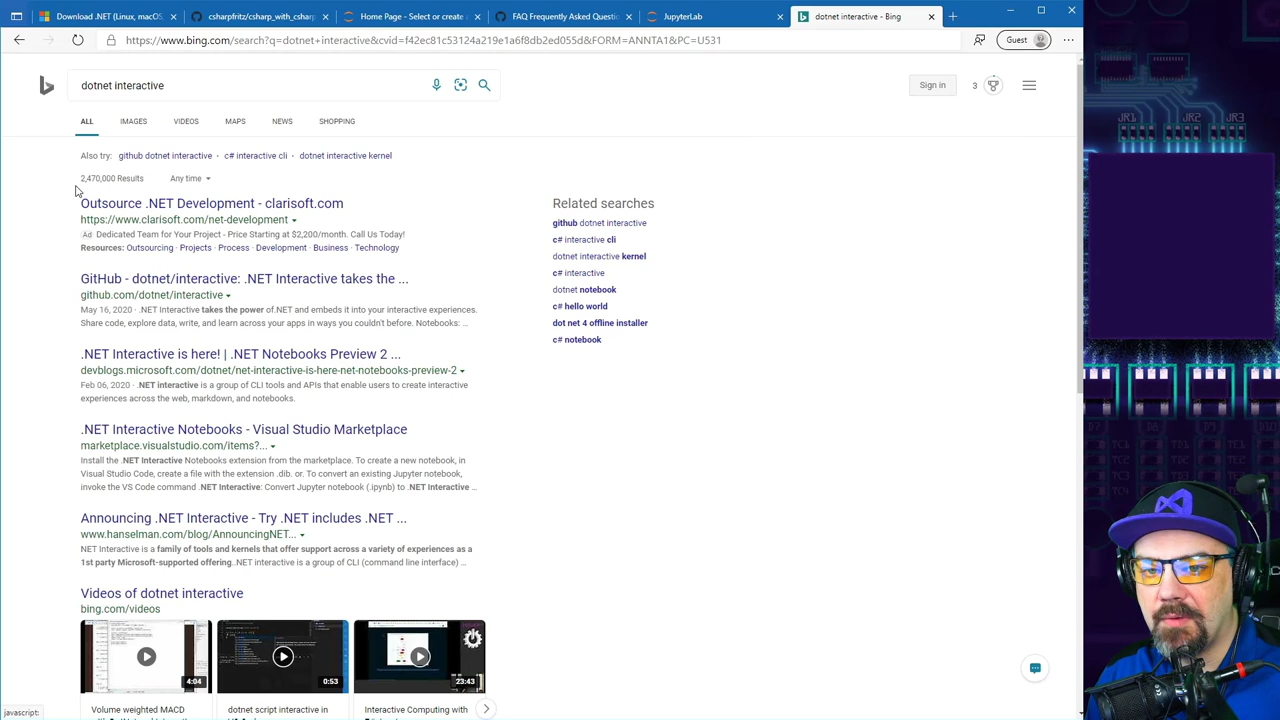 Download .NET (Linux, macOS,
csharpfritz/csharp_with_csharp
Home Page - Select or create a
FAQ Frequently Asked Questio
JupyterLab
dotnet interactive - Bing
https://www.bing.com/search?q=dotnet+interactive&cvid=f42ec81c53124a219e1a6f8db2ed055d&FORM=ANNTA1&PC=U531
Guest
dotnet interactive
Sign in
3
ALL
IMAGES
VIDEOS
MAPS
NEWS
SHOPPING
Also try: github dotnet interactive · c# interactive cli · dotnet interactive kernel
2,470,000 Results
Any time
Outsource .NET Development - clarisoft.com
https://www.clarisoft.com/net-development
Ad Dedicated Team for Your Project - Price Starting at $2,200/month. Call Us Today!
Resources: Outsourcing · Projects · Process · Development · Business · Technology
GitHub - dotnet/interactive: .NET Interactive takes the ...
github.com/dotnet/interactive
May 16, 2020 · .NET Interactive takes the power of.NET and embeds it into your interactive experiences.
Share code, explore data, write, and learn across your apps in ways you couldn't before. Notebooks: ...
.NET Interactive is here! | .NET Notebooks Preview 2 ...
devblogs.microsoft.com/dotnet/net-interactive-is-here-net-notebooks-preview-2
Feb 06, 2020 · .NET interactive is a group of CLI tools and APIs that enable users to create interactive
experiences across the web, markdown, and notebooks.
.NET Interactive Notebooks - Visual Studio Marketplace
marketplace.visualstudio.com/items?...
Install the .NET Interactive Notebooks extension from the marketplace. To create a new notebook, in
Visual Studio Code, create a file with the extension .dib. or. To convert an existing Jupyter notebook,
invoke the VS Code command .NET Interactive: Convert Jupyter notebook (.ipynb) to .NET Interactive ...
Announcing .NET Interactive - Try .NET includes .NET ...
www.hanselman.com/blog/AnnouncingNET...
NET Interactive is a family of tools and kernels that offer support across a variety of experiences as a
1st party Microsoft-supported offering..NET interactive is a group of CLI (command line interface) ...
Videos of dotnet interactive
bing.com/videos
4:04
0:53
23:43
Volume weighted MACD
dotnet script interactive in
Interactive Computing with
Related searches
github dotnet interactive
c# interactive cli
dotnet interactive kernel
c# interactive
dotnet notebook
c# hello world
dot net 4 offline installer
c# notebook
javascript:
JR1
JR2
JR3
D7
D8
D9
D10